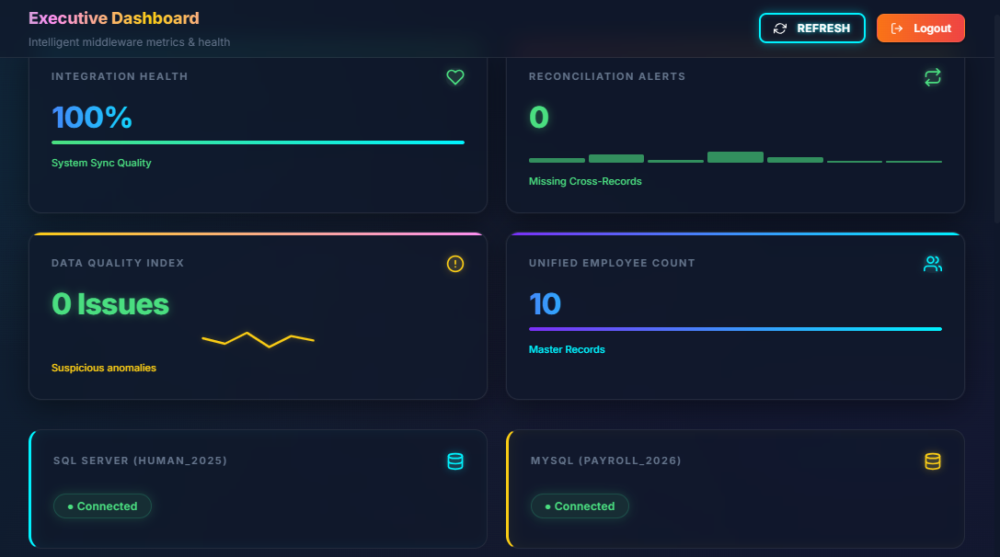 Executive Dashboard
Intelligent middleware metrics & health
REFRESH
Logout
INTEGRATION HEALTH
100%
System Sync Quality
RECONCILIATION ALERTS
0
Missing Cross-Records
DATA QUALITY INDEX
0 Issues
Suspicious anomalies
UNIFIED EMPLOYEE COUNT
10
Master Records
SQL SERVER (HUMAN_2025)
● Connected
MYSQL (PAYROLL_2026)
● Connected